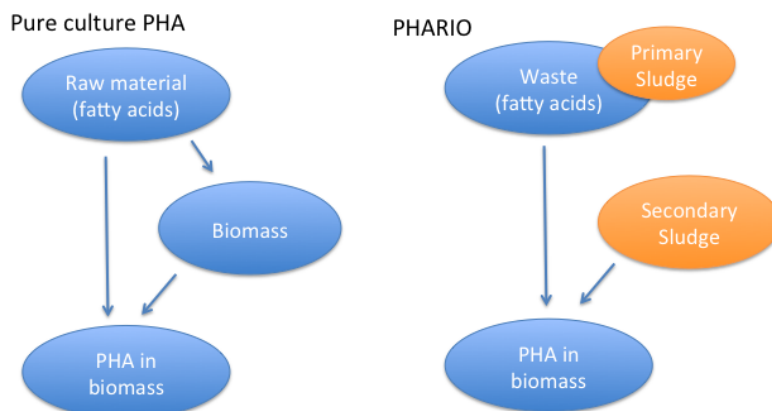 Pure culture PHA
Raw material
(fatty acids)
Biomass
PHA in
biomass
PHARIO
Waste
(fatty acids)
Primary
Sludge
Secondary
Sludge
PHA in
biomass